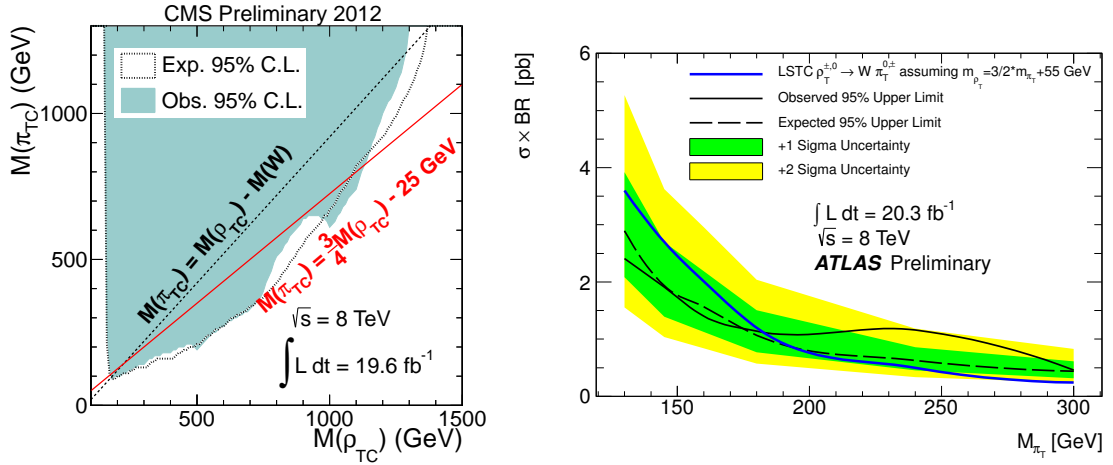 CMS Preliminary 2012
M(π_TC) (GeV)
1000
500
0
Exp. 95% C.L.
Obs. 95% C.L.
M(π_TC) = M(ρ_TC) - M(W)
M(π_TC) = 3/4 M(ρ_TC) - 25 GeV
√s = 8 TeV
∫ L dt = 19.6 fb⁻¹
500 1000 1500
M(ρ_TC) (GeV)
σ × BR [pb]
6
4
2
0
LSTC ρ_T^±,0 → W π_T^0,± assuming m_ρ_T = 3/2*m_π_T +55 GeV
Observed 95% Upper Limit
Expected 95% Upper Limit
+1 Sigma Uncertainty
+2 Sigma Uncertainty
∫ L dt = 20.3 fb⁻¹
√s = 8 TeV
ATLAS Preliminary
150 200 250 300
M_π_T [GeV]